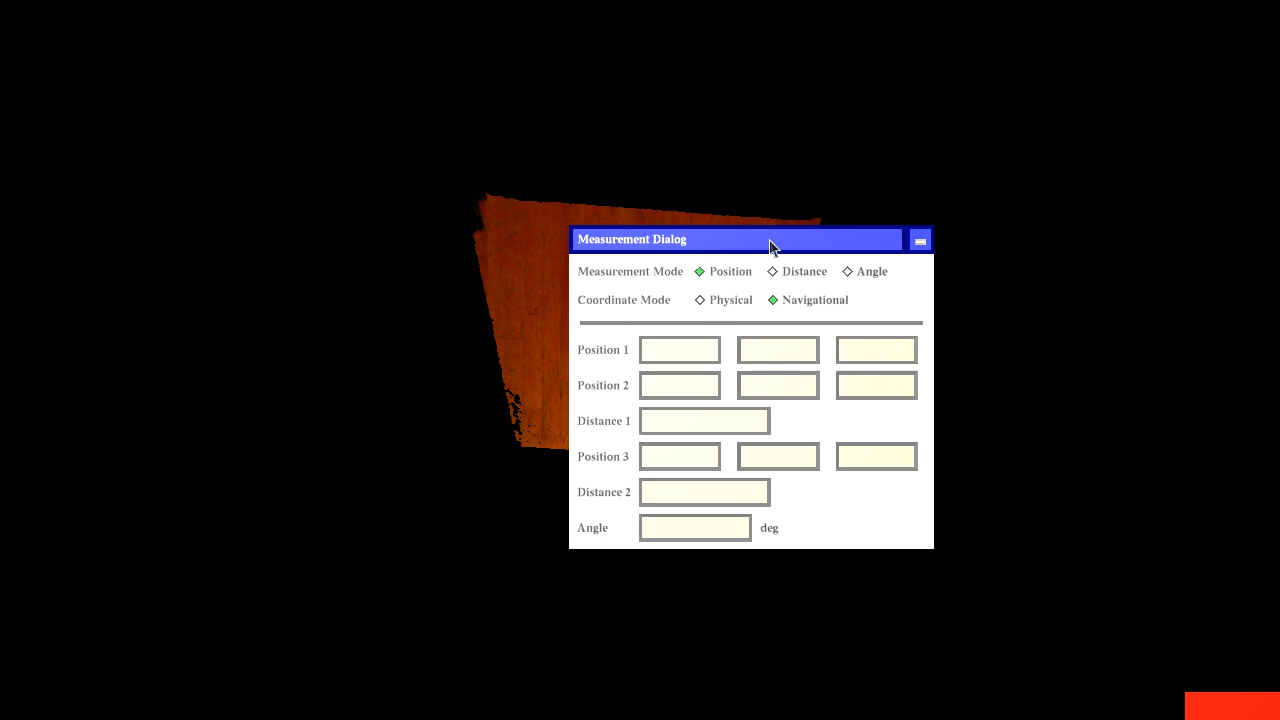 Measurement Dialog
Measurement Mode Position Distance Angle
Coordinate Mode Physical Navigational
Position 1
Position 2
Distance 1
Position 3
Distance 2
Angle deg